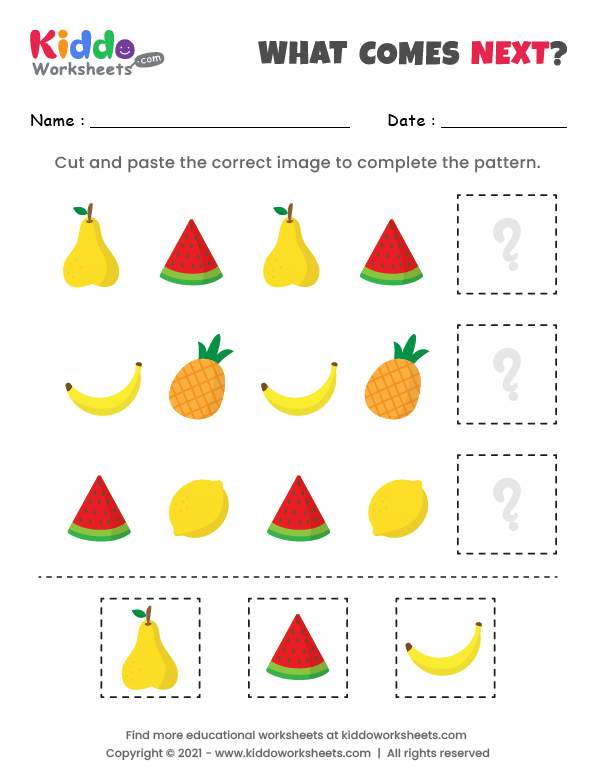 Kiddo
Worksheets.com
WHAT COMES NEXT?
Name : Date :
Cut and paste the correct image to complete the pattern.
?
?
?
Find more educational worksheets at kiddoworksheets.com
Copyright © 2021 - www.kiddoworksheets.com | All rights reserved